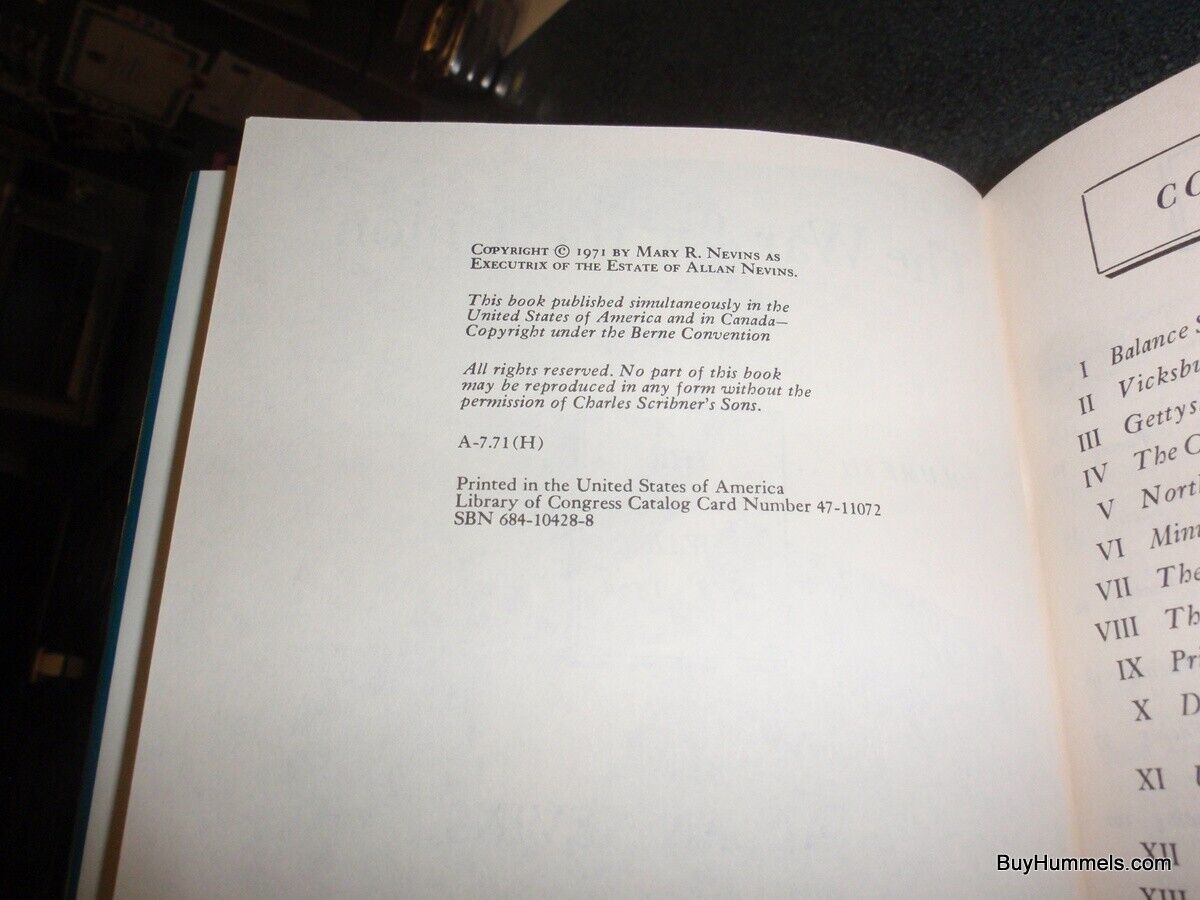 COPYRIGHT © 1971 BY MARY R. NEVINS AS
EXECUTRIX OF THE ESTATE OF ALLAN NEVINS.
This book published simultaneously in the
United States of America and in Canada—
Copyright under the Berne Convention
All rights reserved. No part of this book
may be reproduced in any form without the
permission of Charles Scribner's Sons.
A-7.71(H)
Printed in the United States of America
Library of Congress Catalog Card Number 47-11072
SBN 684-10428-8
CO
I Balance S
II Vicksbu
III Gettys
IV The C
V Nort
VI Minu
VII The
VIII Th
IX Pri
X D
XI
XII
XIII
BuyHummels.com